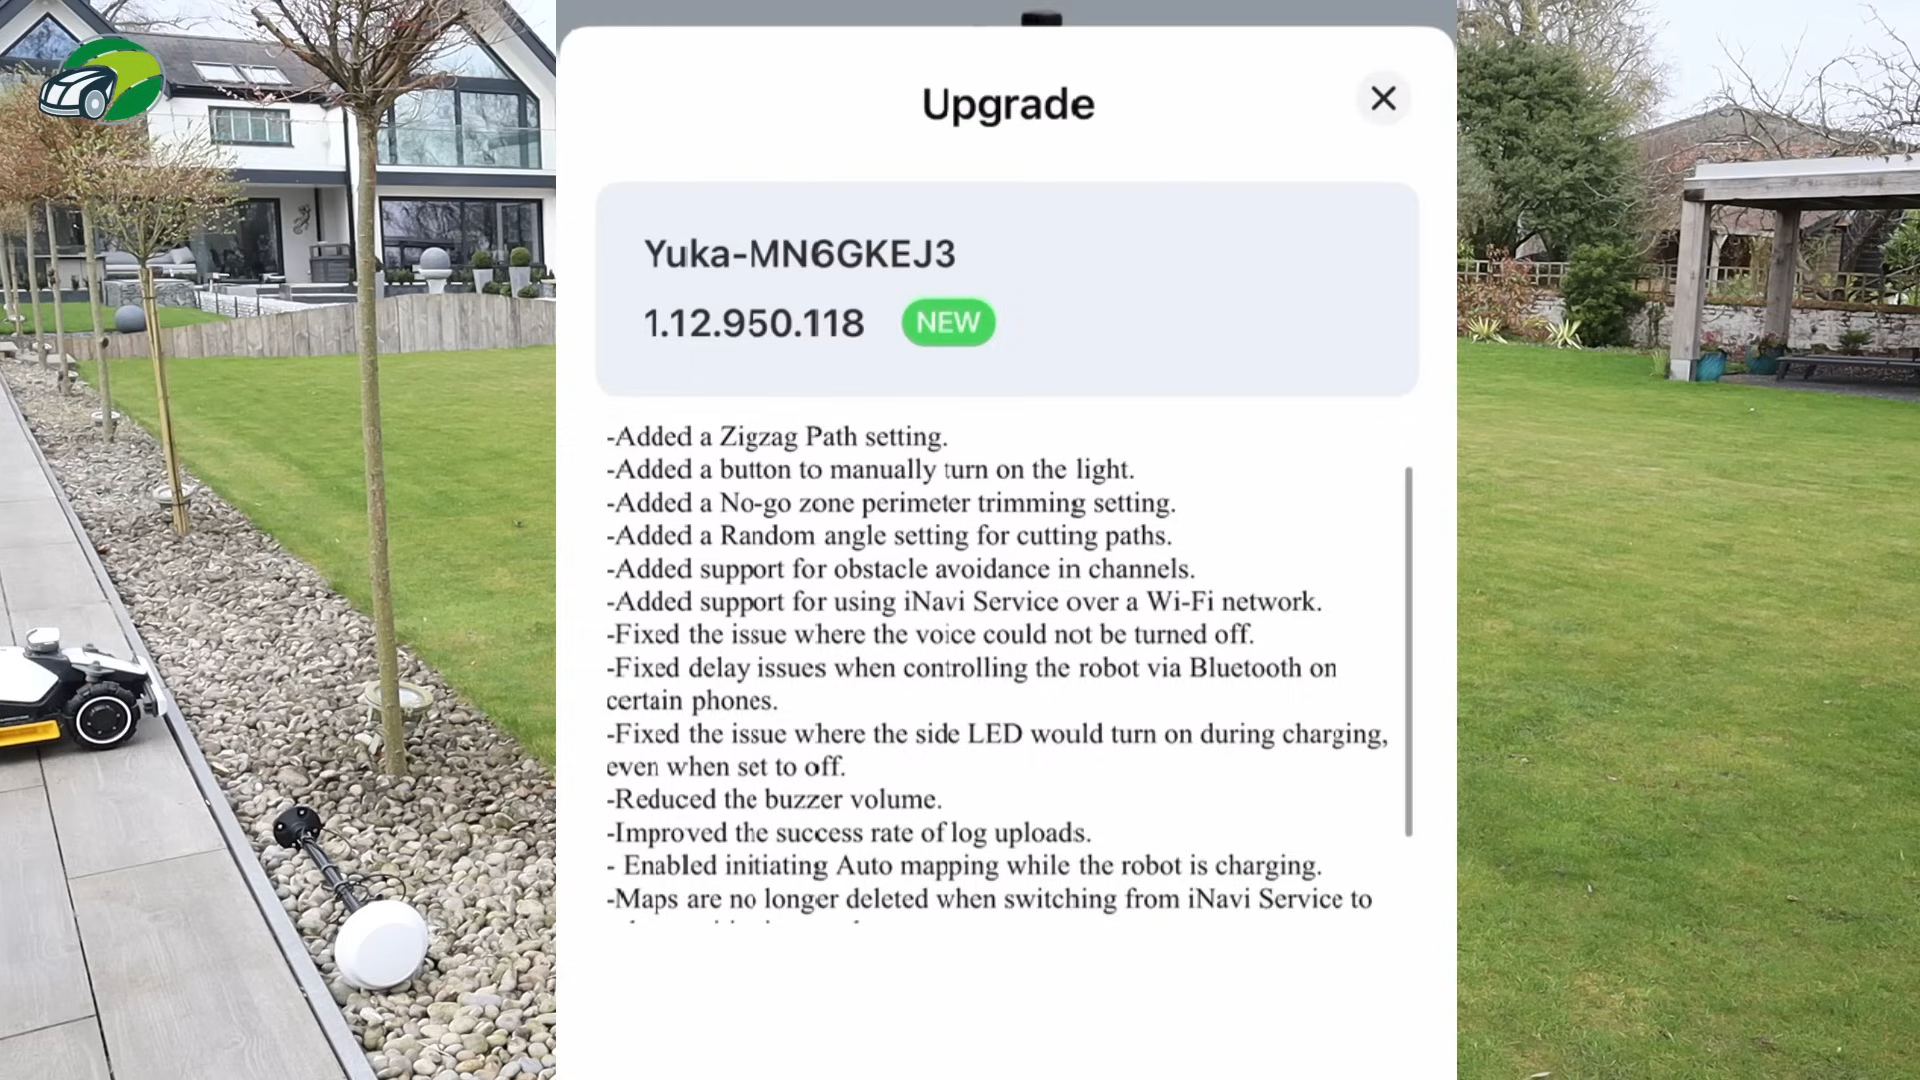 Upgrade
Yuka-MN6GKEJ3
1.12.950.118 NEW
-Added a Zigzag Path setting.
-Added a button to manually turn on the light.
-Added a No-go zone perimeter trimming setting.
-Added a Random angle setting for cutting paths.
-Added support for obstacle avoidance in channels.
-Added support for using iNavi Service over a Wi-Fi network.
-Fixed the issue where the voice could not be turned off.
-Fixed delay issues when controlling the robot via Bluetooth on
certain phones.
-Fixed the issue where the side LED would turn on during charging,
even when set to off.
-Reduced the buzzer volume.
-Improved the success rate of log uploads.
- Enabled initiating Auto mapping while the robot is charging.
-Maps are no longer deleted when switching from iNavi Service to